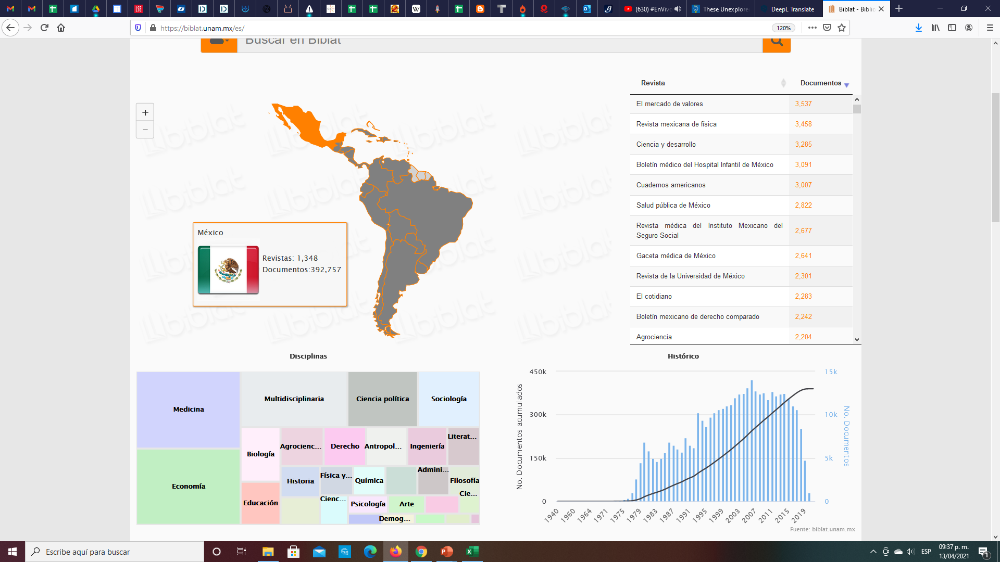 (630) #EnVivo
These Unexplore
DeepL Translate
Biblat - Biblio
https://biblat.unam.mx/es/
120%
Buscar en Biblat
+
−
México
Revistas: 1,348
Documentos:392,757
Revista Documentos
El mercado de valores 3,537
Revista mexicana de física 3,458
Ciencia y desarrollo 3,285
Boletín médico del Hospital Infantil de México 3,091
Cuadernos americanos 3,007
Salud pública de México 2,822
Revista médica del Instituto Mexicano del
Seguro Social 2,677
Gaceta médica de México 2,641
Revista de la Universidad de México 2,301
El cotidiano 2,283
Boletín mexicano de derecho comparado 2,242
Agrociencia 2,204
Disciplinas
Medicina
Multidisciplinaria
Ciencia política
Sociología
Economía
Biología
Agrocienc...
Derecho
Antropol...
Ingeniería
Literat...
Educación
Historia
Física y...
Química
Admini...
Filosofía
Cienc...
Psicología
Arte
Cie...
Demog...
Histórico
No. Documentos acumulados
450k
300k
150k
0
15k
10k
5k
0
No. Documentos
1940 1960 1964 1971 1975 1979 1983 1987 1991 1995 1999 2003 2007 2011 2015 2019
Fuente: biblat.unam.mx
Escribe aquí para buscar
ESP
09:37 p. m.
13/04/2021
1